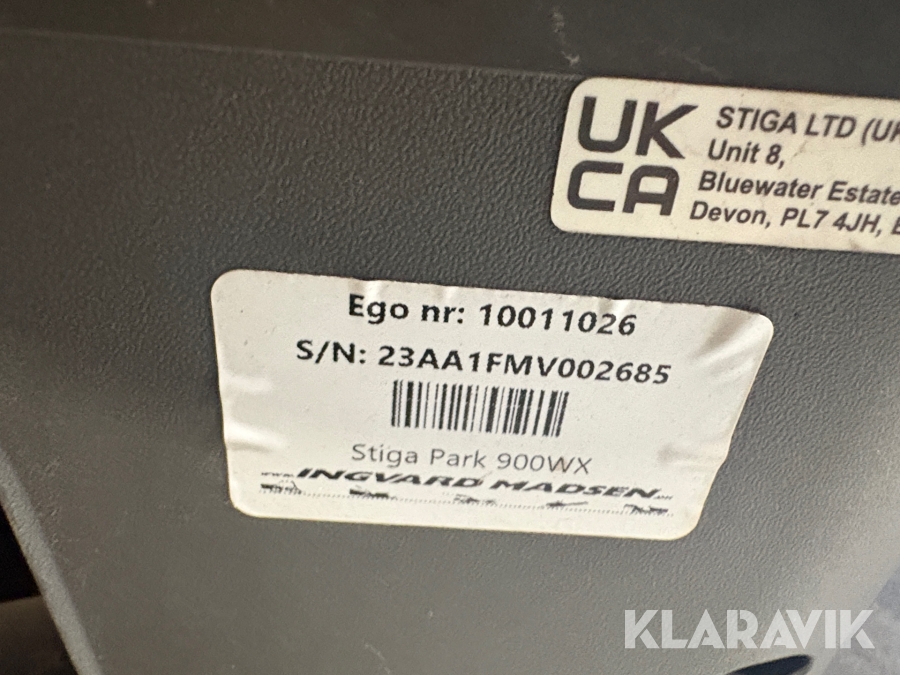 UK
CA
STIGA LTD (UK
Unit 8,
Bluewater Estate
Devon, PL7 4JH, E
Ego nr: 10011026
S/N: 23AA1FMV002685
Stiga Park 900WX
www.INGVARD MADSEN
KLARAVIK